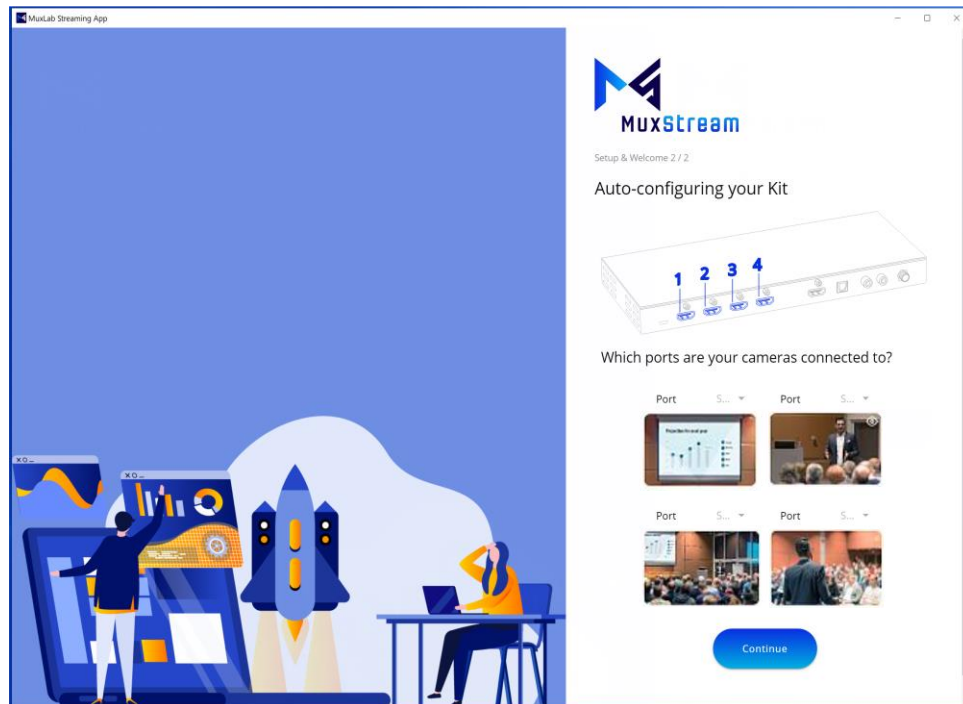 MuxLab Streaming App
MuxStream
Setup & Welcome 2 / 2
Auto-configuring your Kit
1 2 3 4
Which ports are your cameras connected to?
Port S... Port S...
Port S... Port S...
Continue